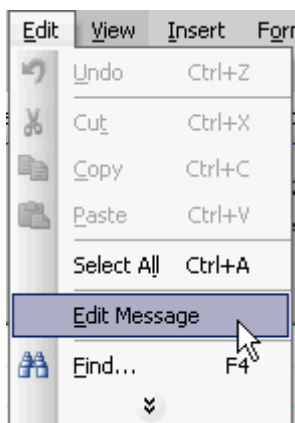 Edit View Insert Forr
Undo Ctrl+Z
Cut Ctrl+X
Copy Ctrl+C
Paste Ctrl+V
Select All Ctrl+A
Edit Message
Find... F4